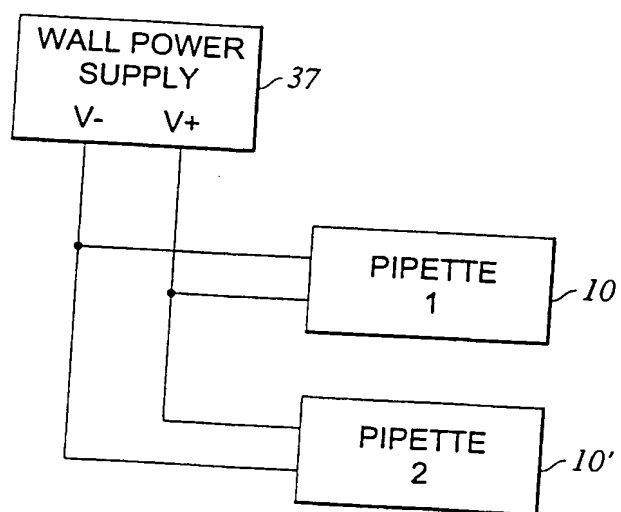 WALL POWER
SUPPLY
V- V+
37
PIPETTE
1
10
PIPETTE
2
10'